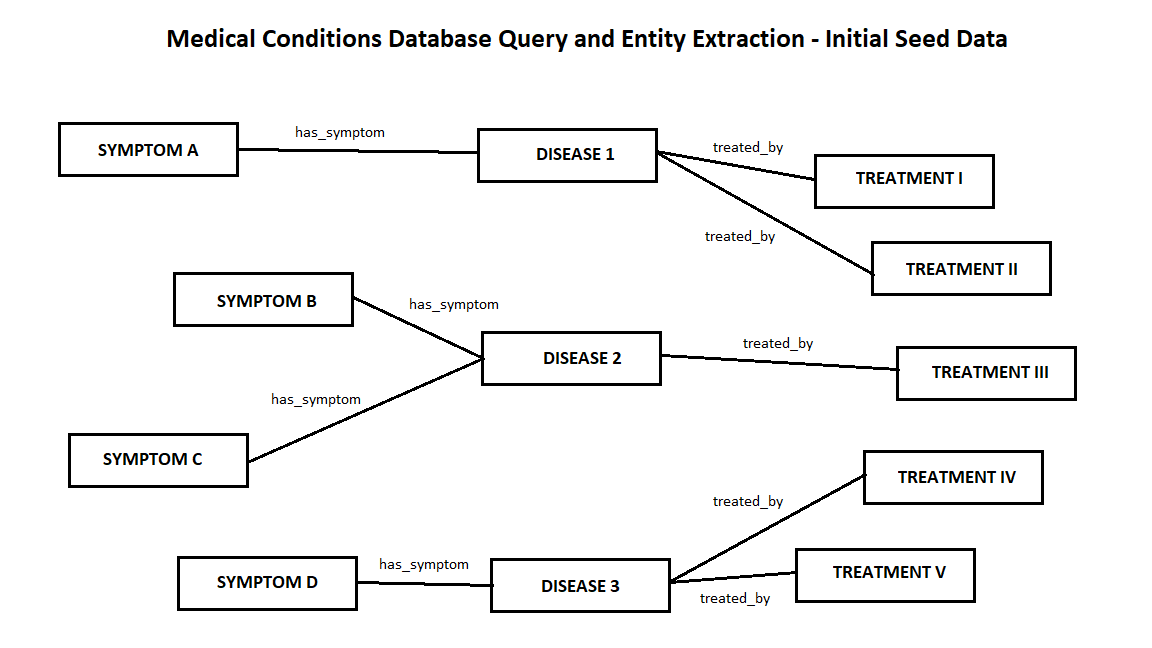 Medical Conditions Database Query and Entity Extraction - Initial Seed Data
SYMPTOM A
has_symptom
DISEASE 1
treated_by
TREATMENT I
treated_by
TREATMENT II
SYMPTOM B
has_symptom
DISEASE 2
treated_by
TREATMENT III
has_symptom
SYMPTOM C
treated_by
TREATMENT IV
SYMPTOM D
has_symptom
DISEASE 3
TREATMENT V
treated_by